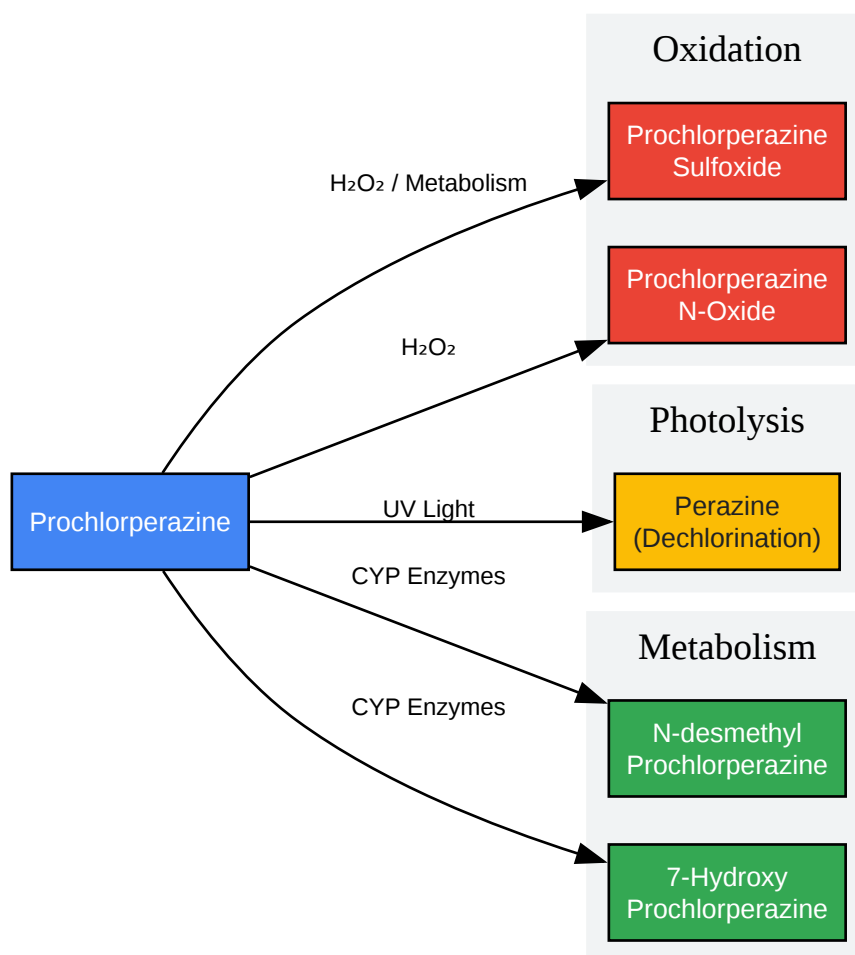 Oxidation
Prochlorperazine
Sulfoxide
H₂O₂ / Metabolism
Prochlorperazine
N-Oxide
H₂O₂
Photolysis
Prochlorperazine
UV Light
Perazine
(Dechlorination)
CYP Enzymes
Metabolism
CYP Enzymes
N-desmethyl
Prochlorperazine
7-Hydroxy
Prochlorperazine